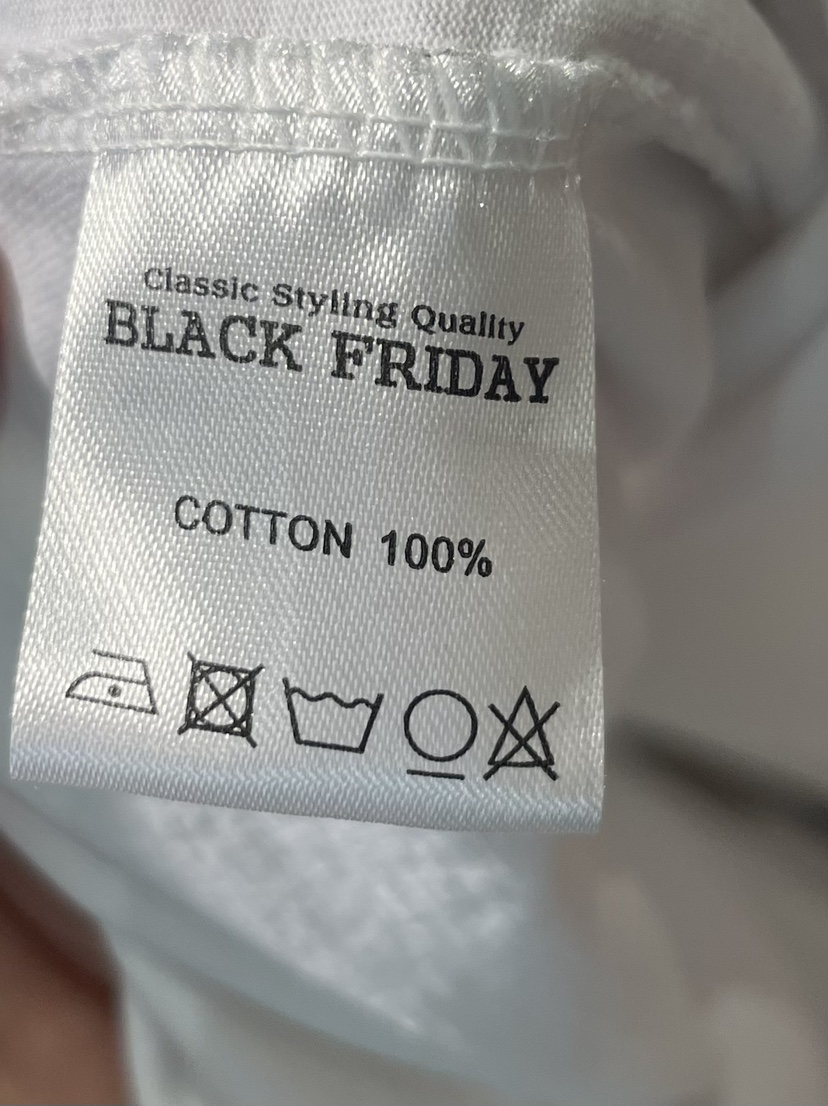 Classic Styling Quality
BLACK FRIDAY
COTTON 100%